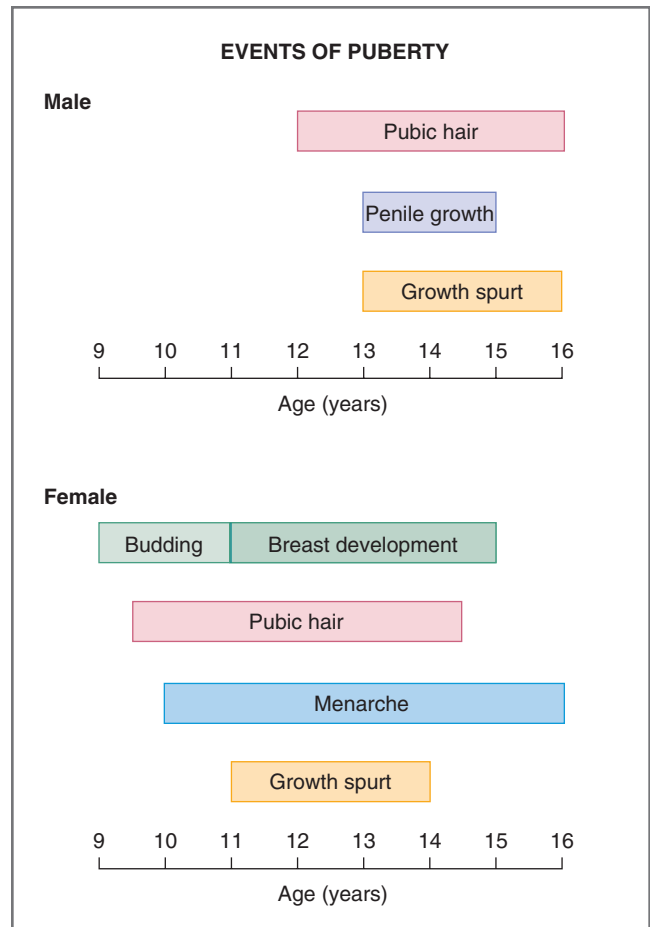 EVENTS OF PUBERTY
Male
Pubic hair
Penile growth
Growth spurt
9 10 11 12 13 14 15 16
Age (years)
Female
Budding Breast development
Pubic hair
Menarche
Growth spurt
9 10 11 12 13 14 15 16
Age (years)